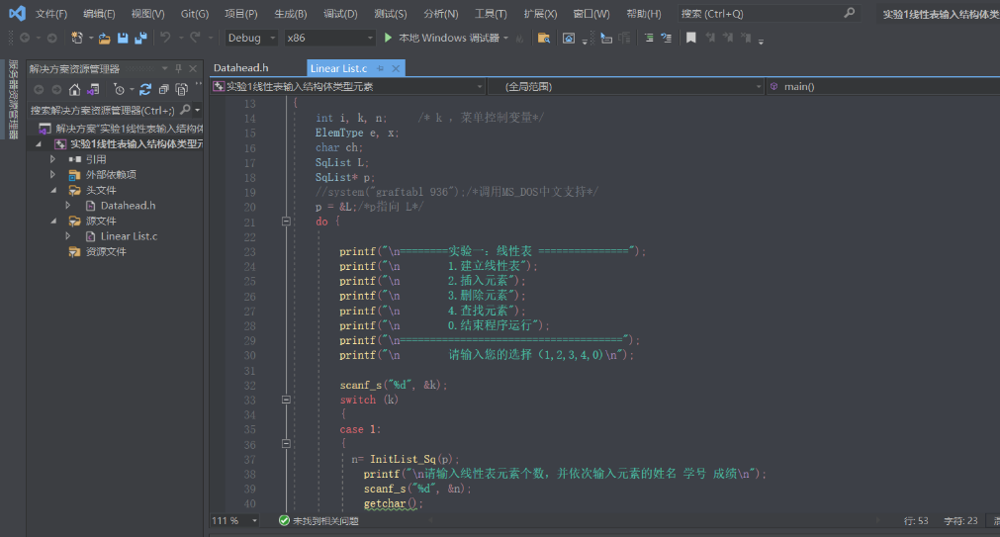 文件(F) 编辑(E) 视图(V) Git(G) 项目(P) 生成(B) 调试(D) 测试(S) 分析(N) 工具(T) 扩展(X) 窗口(W) 帮助(H) 搜索 (Ctrl+Q) 实验1线性表输入结构体类
Debug x86 本地 Windows 调试器
服务器资源管理器
解决方案资源管理器
搜索解决方案资源管理器(Ctrl+;)
解决方案"实验1线性表输入结构体
实验1线性表输入结构体类型元
引用
外部依赖项
头文件
Datahead.h
源文件
Linear List.c
资源文件
Datahead.h Linear List.c
实验1线性表输入结构体类型元素 (全局范围) main()
13 {
14 int i, k, n; /* k , 菜单控制变量*/
15 ElemType e, x;
16 char ch;
17 SqList L;
18 SqList* p;
19 //system("graftabl 936");/*调用MS_DOS中文支持*/
20 p = &L;/*p指向 L*/
21 do {
22
23 printf("\n========实验一: 线性表 ===============");
24 printf("\n 1.建立线性表");
25 printf("\n 2.插入元素");
26 printf("\n 3.删除元素");
27 printf("\n 4.查找元素");
28 printf("\n 0.结束程序运行");
29 printf("\n=====================================");
30 printf("\n 请输入您的选择 (1,2,3,4,0)\n");
31
32 scanf_s("%d", &k);
33 switch (k)
34 {
35 case 1:
36 {
37 n= InitList_Sq(p);
38 printf("\n请输入线性表元素个数, 并依次输入元素的姓名 学号 成绩\n");
39 scanf_s("%d", &n);
40 getchar();
111 % 未找到相关问题 行: 53 字符: 23